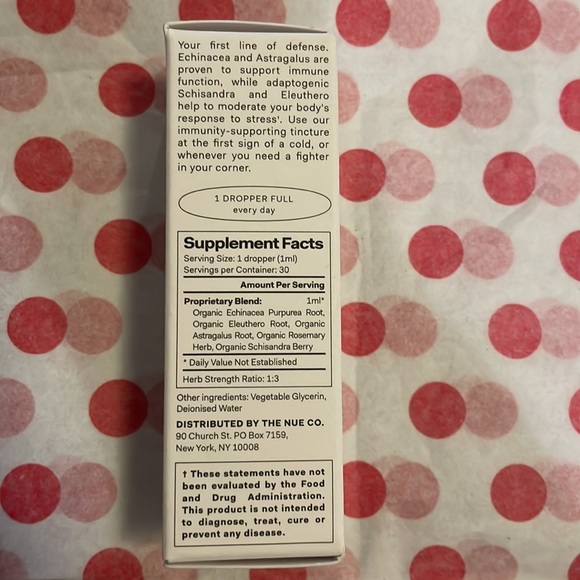 Your first line of defense.
Echinacea and Astragalus are
proven to support immune
function, while adaptogenic
Schisandra and Eleuthero
help to moderate your body's
response to stress¹. Use our
immunity-supporting tincture
at the first sign of a cold, or
whenever you need a fighter
in your corner.
1 DROPPER FULL
every day
Supplement Facts
Serving Size: 1 dropper (1ml)
Servings per Container: 30
Amount Per Serving
Proprietary Blend: 1ml*
Organic Echinacea Purpurea Root,
Organic Eleuthero Root, Organic
Astragalus Root, Organic Rosemary
Herb, Organic Schisandra Berry
* Daily Value Not Established
Herb Strength Ratio: 1:3
Other ingredients: Vegetable Glycerin,
Deionised Water
DISTRIBUTED BY THE NUE CO.
90 Church St. PO Box 7159,
New York, NY 10008
† These statements have not
been evaluated by the Food
and Drug Administration.
This product is not intended
to diagnose, treat, cure or
prevent any disease.